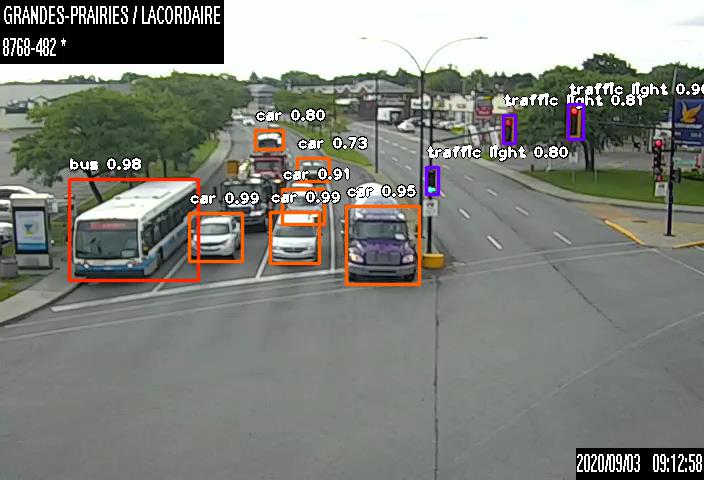 GRANDES-PRAIRIES / LACORDAIRE
8768-482 *
traffic light 0.90
traffic light 0.81
car 0.80
car 0.73
traffic light 0.80
bus 0.98
car 0.91
car 0.99
car 0.99
car 0.95
2020/09/03 09:12:58